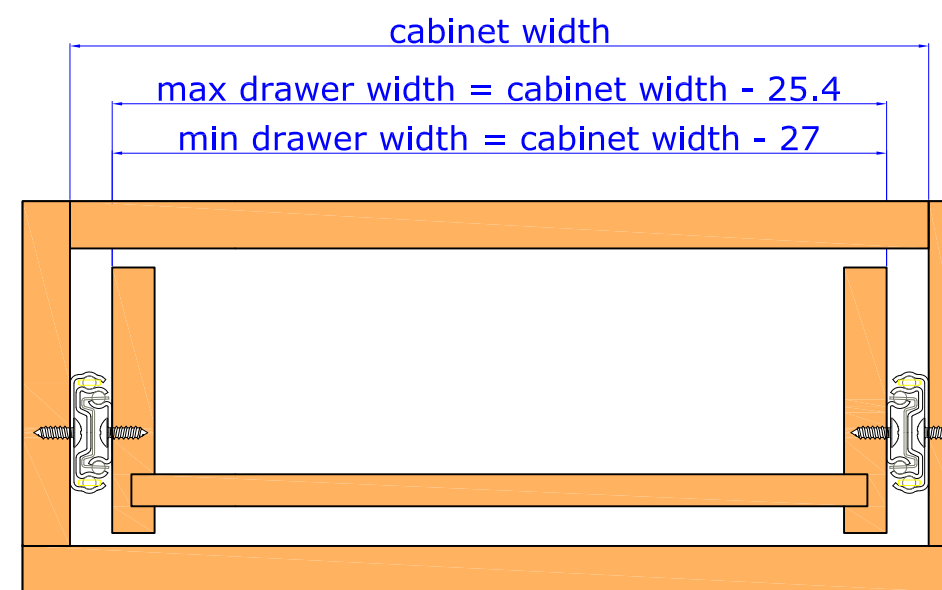 cabinet width
max drawer width = cabinet width - 25.4
min drawer width = cabinet width - 27